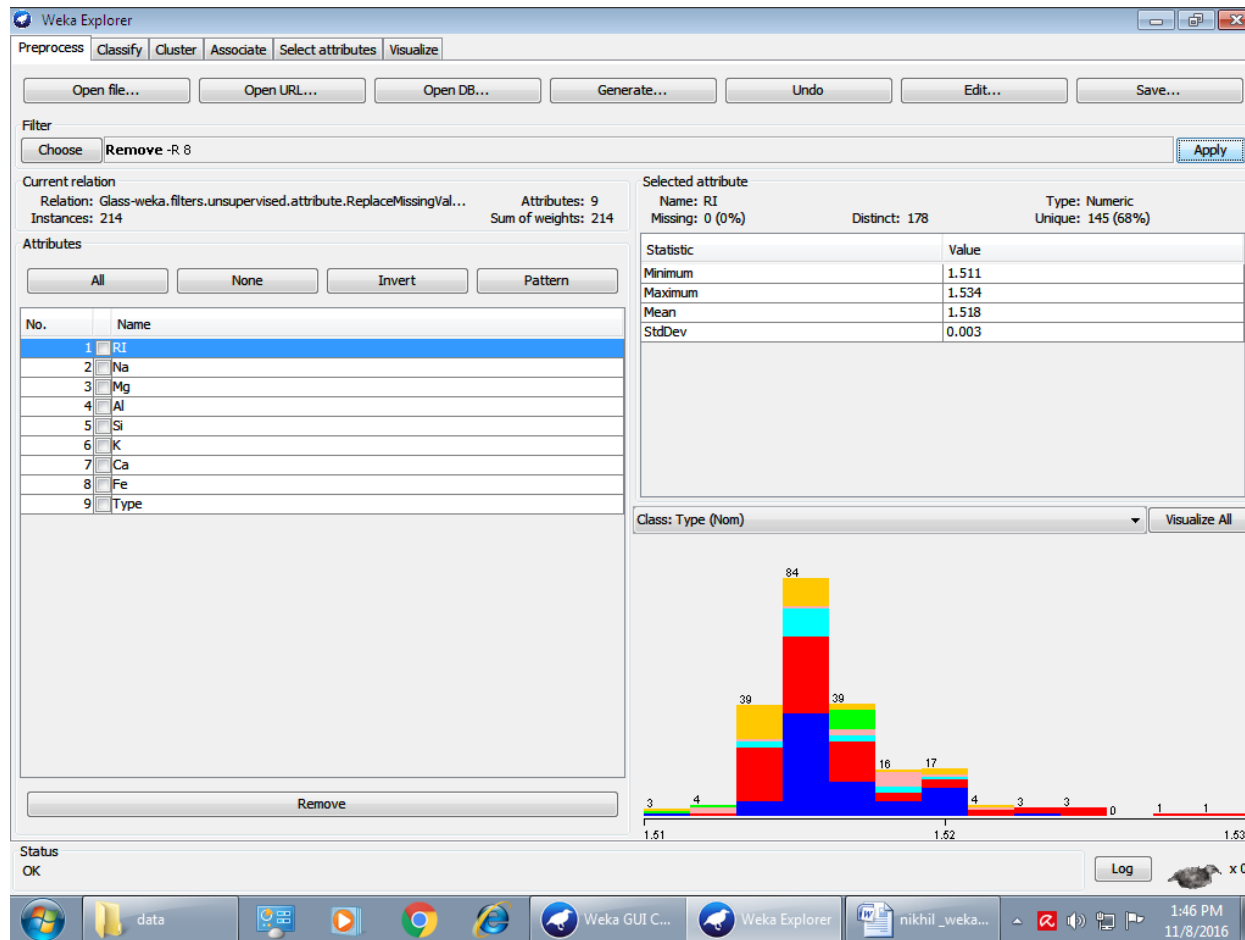 Weka Explorer
Preprocess Classify Cluster Associate Select attributes Visualize
Open file... Open URL... Open DB... Generate... Undo Edit... Save...
Filter
Choose Remove -R 8 Apply
Current relation
Relation: Glass-weka.filters.unsupervised.attribute.ReplaceMissingVal... Attributes: 9
Instances: 214 Sum of weights: 214
Selected attribute
Name: RI Type: Numeric
Missing: 0 (0%) Distinct: 178 Unique: 145 (68%)
Attributes
All None Invert Pattern
No. Name
1 RI
2 Na
3 Mg
4 Al
5 Si
6 K
7 Ca
8 Fe
9 Type
Remove
Statistic Value
Minimum 1.511
Maximum 1.534
Mean 1.518
StdDev 0.003
Class: Type (Nom) Visualize All
84
39 39
16 17
3 4 4 3 3 0 1 1
1.51 1.52 1.53
Status
OK Log x 0
data Weka GUI C... Weka Explorer nikhil _weka... 1:46 PM
11/8/2016